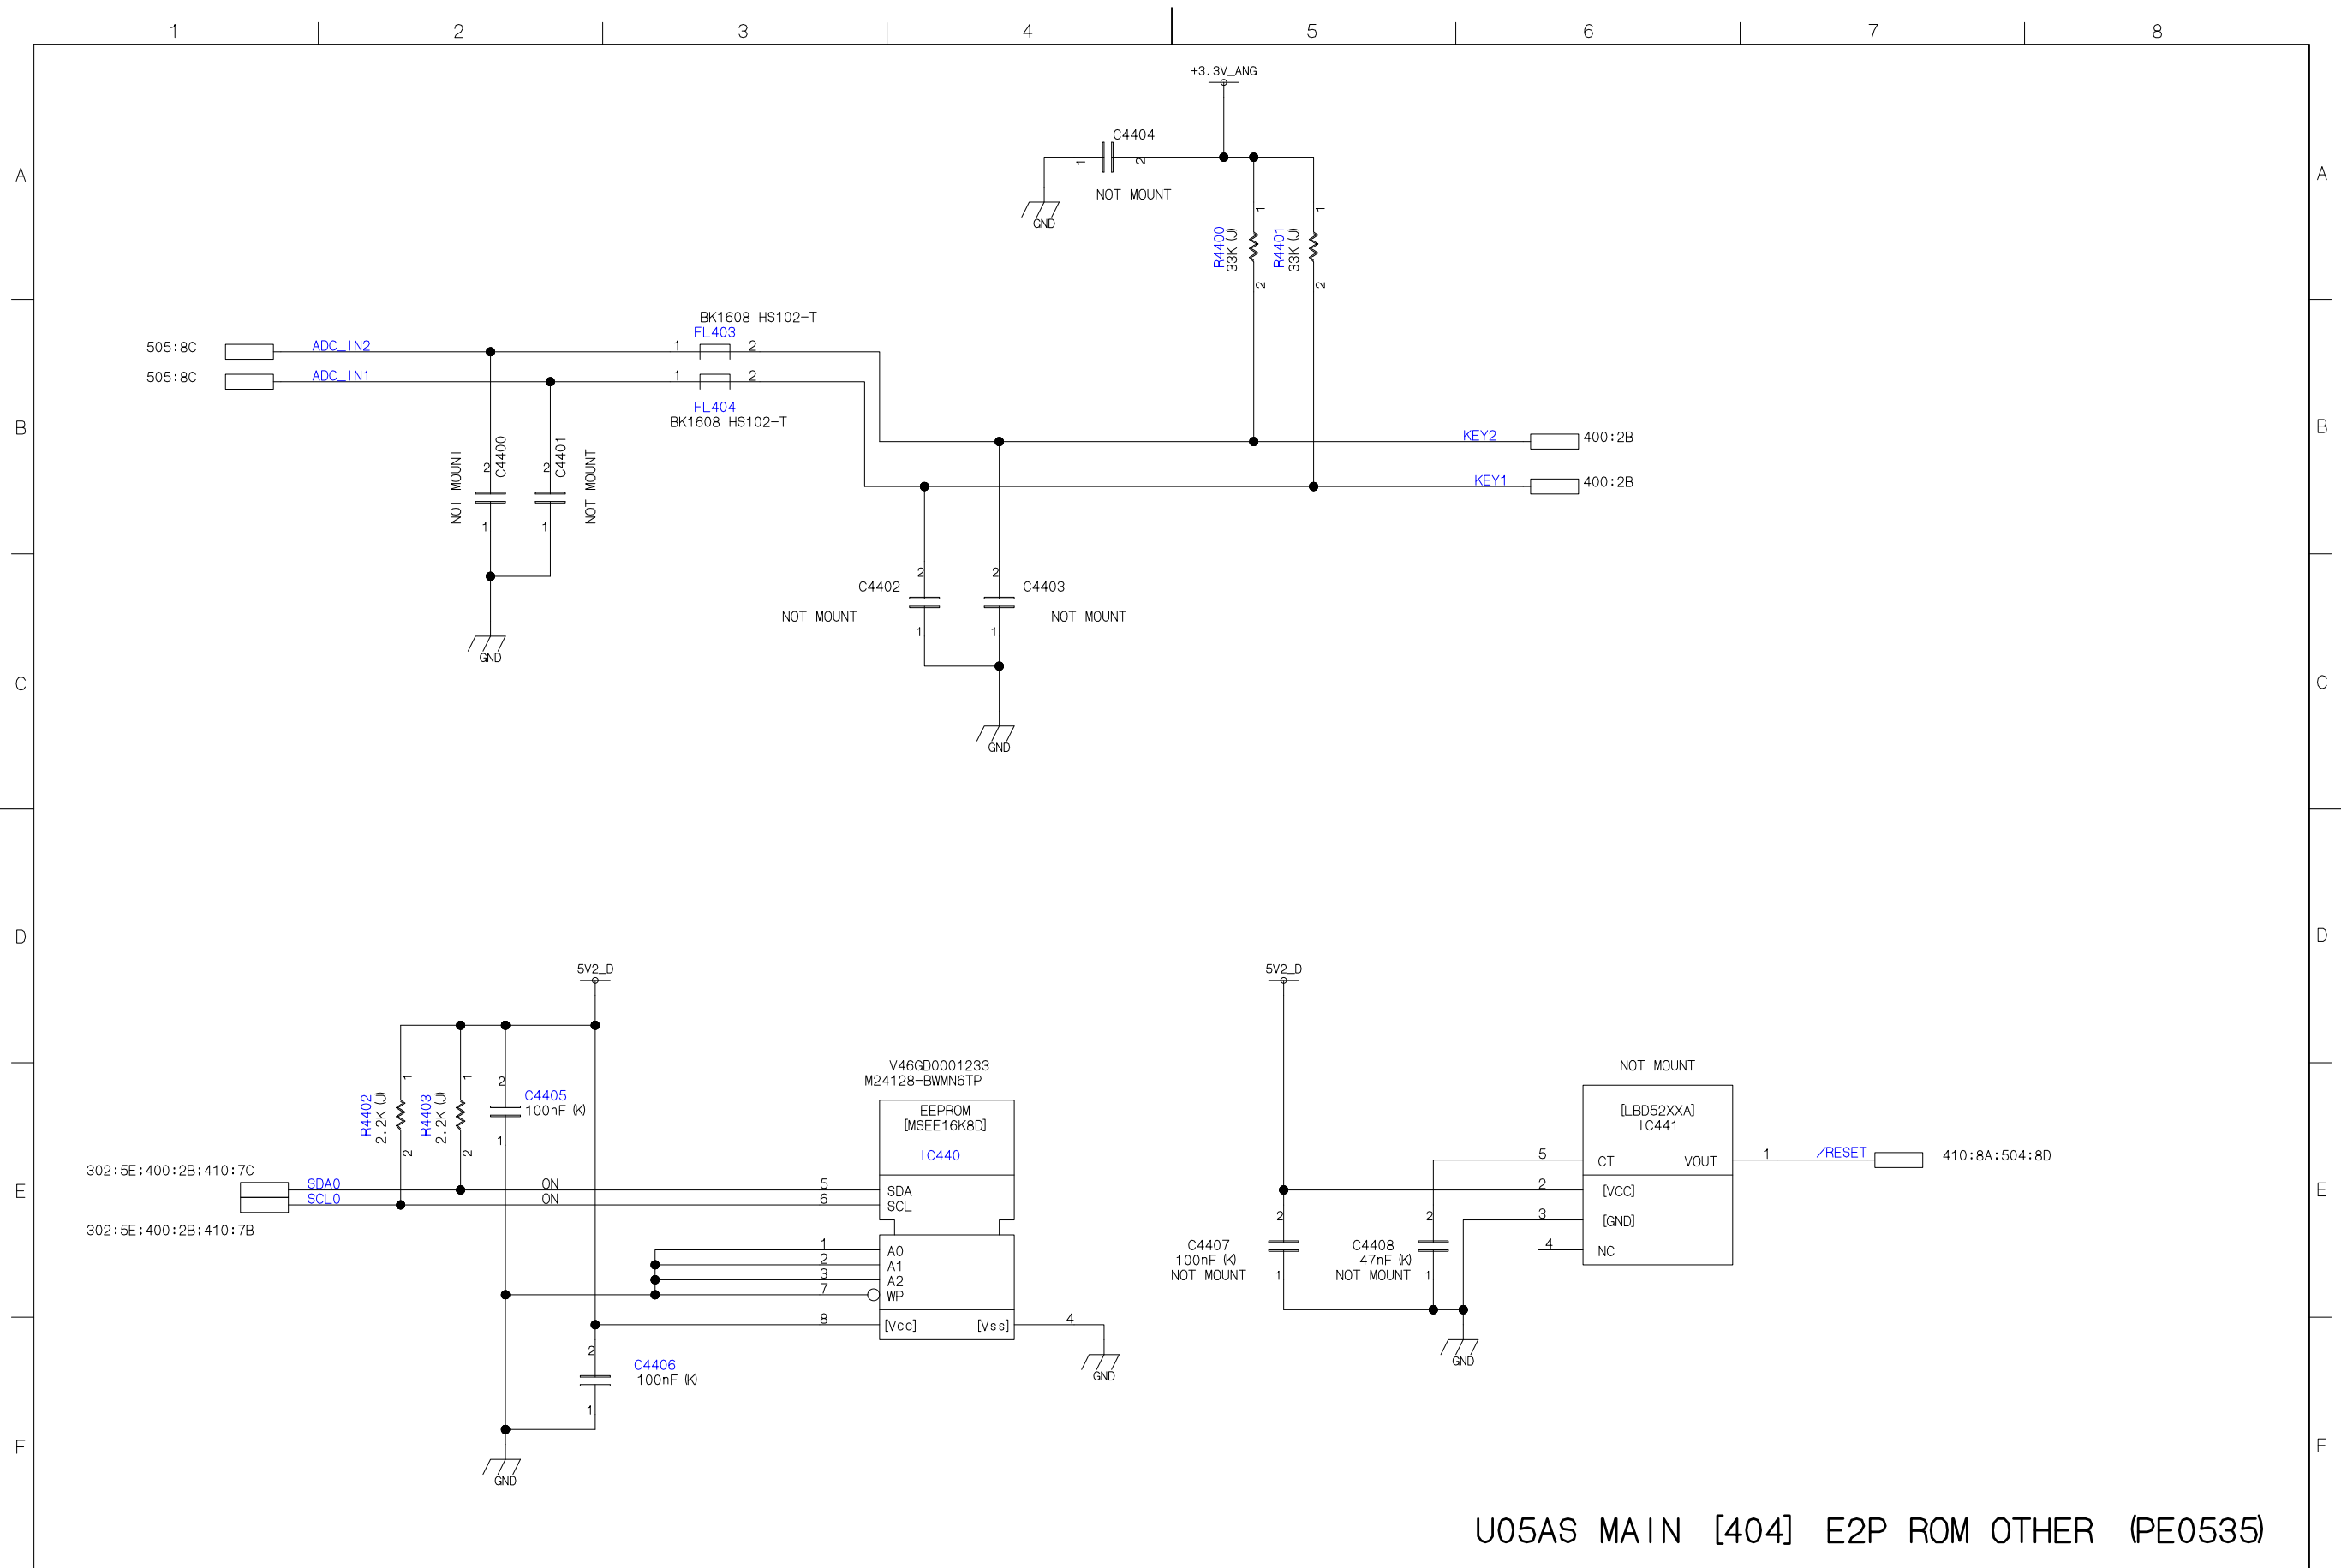 1 2 3 4 5 6 7 8
+3.3V_ANG
C4404
1 2
A A
NOT MOUNT
GND
1 1
R4400
33K (J)
R4401
33K (J)
2 2
BK1608 HS102-T
FL403
505:8C ADC_IN2 1 2
505:8C ADC_IN1 1 2
FL404
BK1608 HS102-T
B B
KEY2 400:2B
KEY1 400:2B
NOT MOUNT
2
C4400
2
C4401
NOT MOUNT
1 1
2 2
C4402 C4403
NOT MOUNT NOT MOUNT
1 1
GND
C C
GND
D D
5V2_D 5V2_D
V46GD0001233
M24128-BWMN6TP
NOT MOUNT
1 1 2
R4402
2.2K (J)
R4403
2.2K (J)
C4405
100nF (K)
2 2 1
EEPROM
[MSEE16K8D]
IC440
[LBD52XXA]
IC441
5 CT VOUT 1 /RESET 410:8A;504:8D
302:5E;400:2B;410:7C
E E
SDA0 ON 5 SDA
SCL0 ON 6 SCL
302:5E;400:2B;410:7B
2 [VCC]
3 [GND]
4 NC
1 A0
2 A1
3 A2
7 WP
8 [Vcc] [Vss] 4
2 2
C4407
100nF (K)
NOT MOUNT
C4408
47nF (K)
NOT MOUNT
1 1
GND
2
C4406
100nF (K)
1
GND
GND
F F
U05AS MAIN [404] E2P ROM OTHER (PE0535)